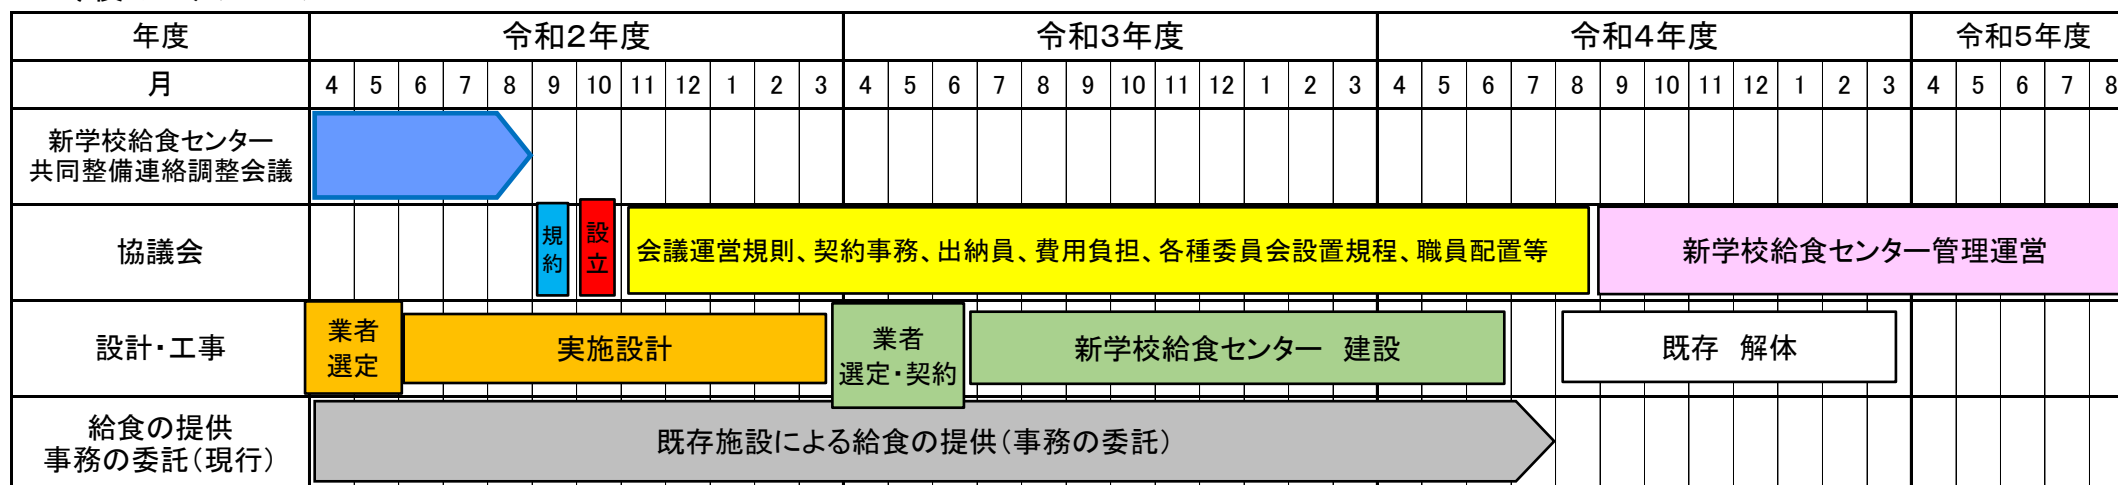 年度 令和2年度 令和3年度 令和4年度 令和5年度
月 4 5 6 7 8 9 10 11 12 1 2 3 4 5 6 7 8 9 10 11 12 1 2 3 4 5 6 7 8 9 10 11 12 1 2 3 4 5 6 7 8
新学校給食センター
共同整備連絡調整会議
協議会
規
約
設
立
会議運営規則、契約事務、出納員、費用負担、各種委員会設置規程、職員配置等
新学校給食センター管理運営
設計・工事
業者
選定
実施設計
業者
選定・契約
新学校給食センター 建設
既存 解体
給食の提供
事務の委託(現行)
既存施設による給食の提供(事務の委託)